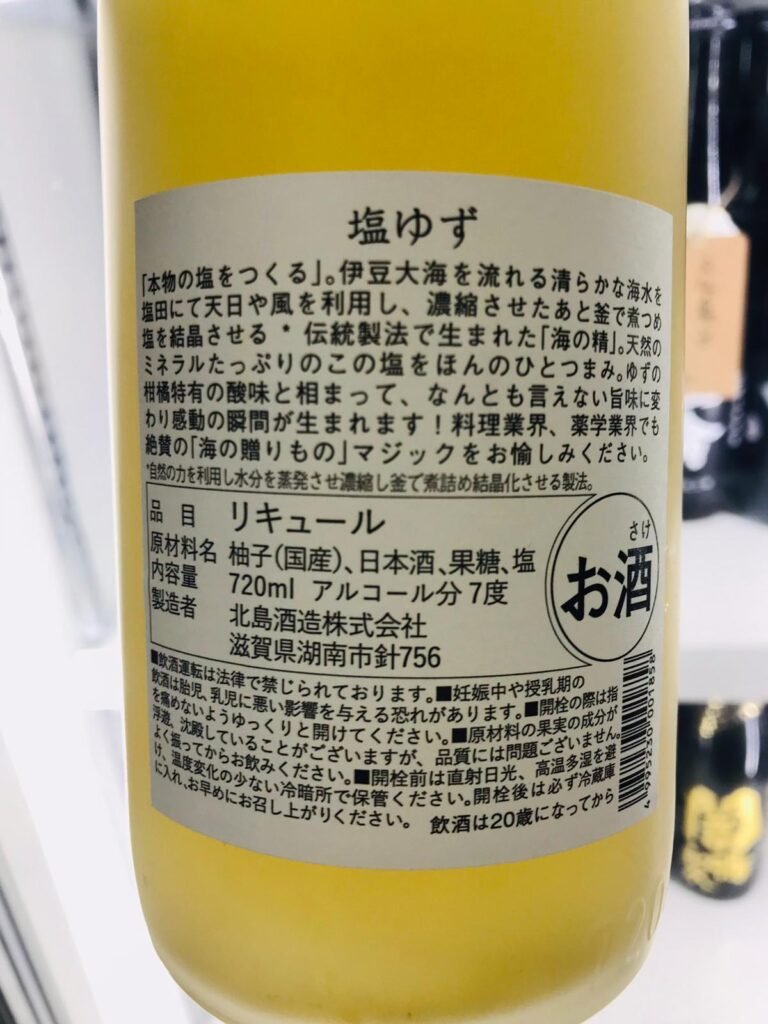 塩ゆず
「本物の塩をつくる」。伊豆大海を流れる清らかな海水を
塩田にて天日や風を利用し、濃縮させたあと釜で煮つめ
塩を結晶させる * 伝統製法で生まれた「海の精」。天然の
ミネラルたっぷりのこの塩をほんのひとつまみ。ゆずの
柑橘特有の酸味と相まって、なんとも言えない旨味に変
わり感動の瞬間が生まれます！料理業界、薬学業界でも
絶賛の「海の贈りもの」マジックをお愉しみください。
*自然の力を利用し水分を蒸発させ濃縮し釜で煮詰め結晶化させる製法。
品目 リキュール
原材料名 柚子(国産)、日本酒、果糖、塩
内容量 720ml アルコール分 7度
製造者 北島酒造株式会社
滋賀県湖南市針756
さけ
お酒
■飲酒運転は法律で禁じられております。■妊娠中や授乳期の
飲酒は胎児、乳児に悪い影響を与える恐れがあります。■開栓の際は指
を痛めないようゆっくりと開けてください。■原材料の果実の成分が
浮遊、沈殿していることがございますが、品質には問題ございません。
よく振ってからお飲みください。■開栓前は直射日光、高温多湿を避
け、温度変化の少ない冷暗所で保管ください。開栓後は必ず冷蔵庫
に入れ、お早めにお召し上がりください。 飲酒は20歳になってから
4995230001858